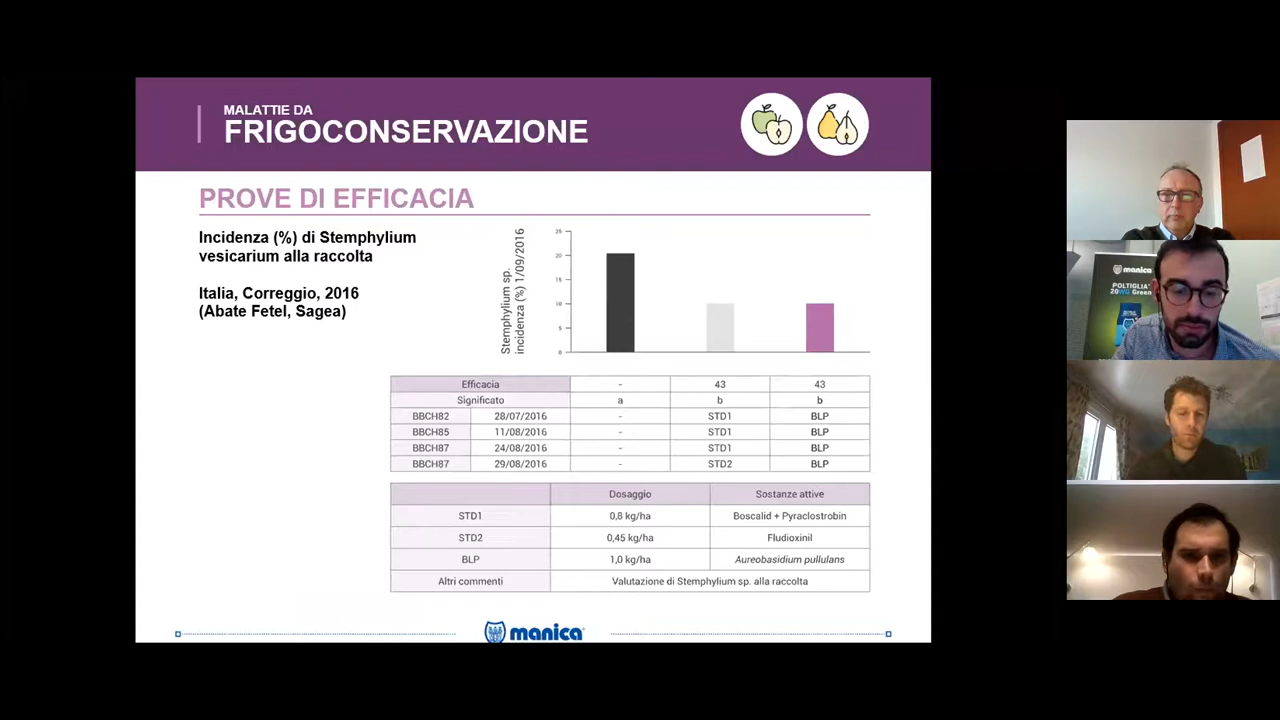 MALATTIE DA
FRIGOCONSERVAZIONE
PROVE DI EFFICACIA
Incidenza (%) di Stemphylium
vesicarium alla raccolta
Italia, Correggio, 2016
(Abate Fetel, Sagea)
Stemphylium sp.
incidenza (%) 1/09/2016
25
20
15
10
5
0
Efficacia - 43 43
Significato a b b
BBCH82 28/07/2016 - STD1 BLP
BBCH85 11/08/2016 - STD1 BLP
BBCH87 24/08/2016 - STD1 BLP
BBCH87 29/08/2016 - STD2 BLP
Dosaggio Sostanze attive
STD1 0,8 kg/ha Boscalid + Pyraclostrobin
STD2 0,45 kg/ha Fludioxinil
BLP 1,0 kg/ha Aureobasidium pullulans
Altri commenti Valutazione di Stemphylium sp. alla raccolta
manica
manica
POLTIGLIA
20WG Green